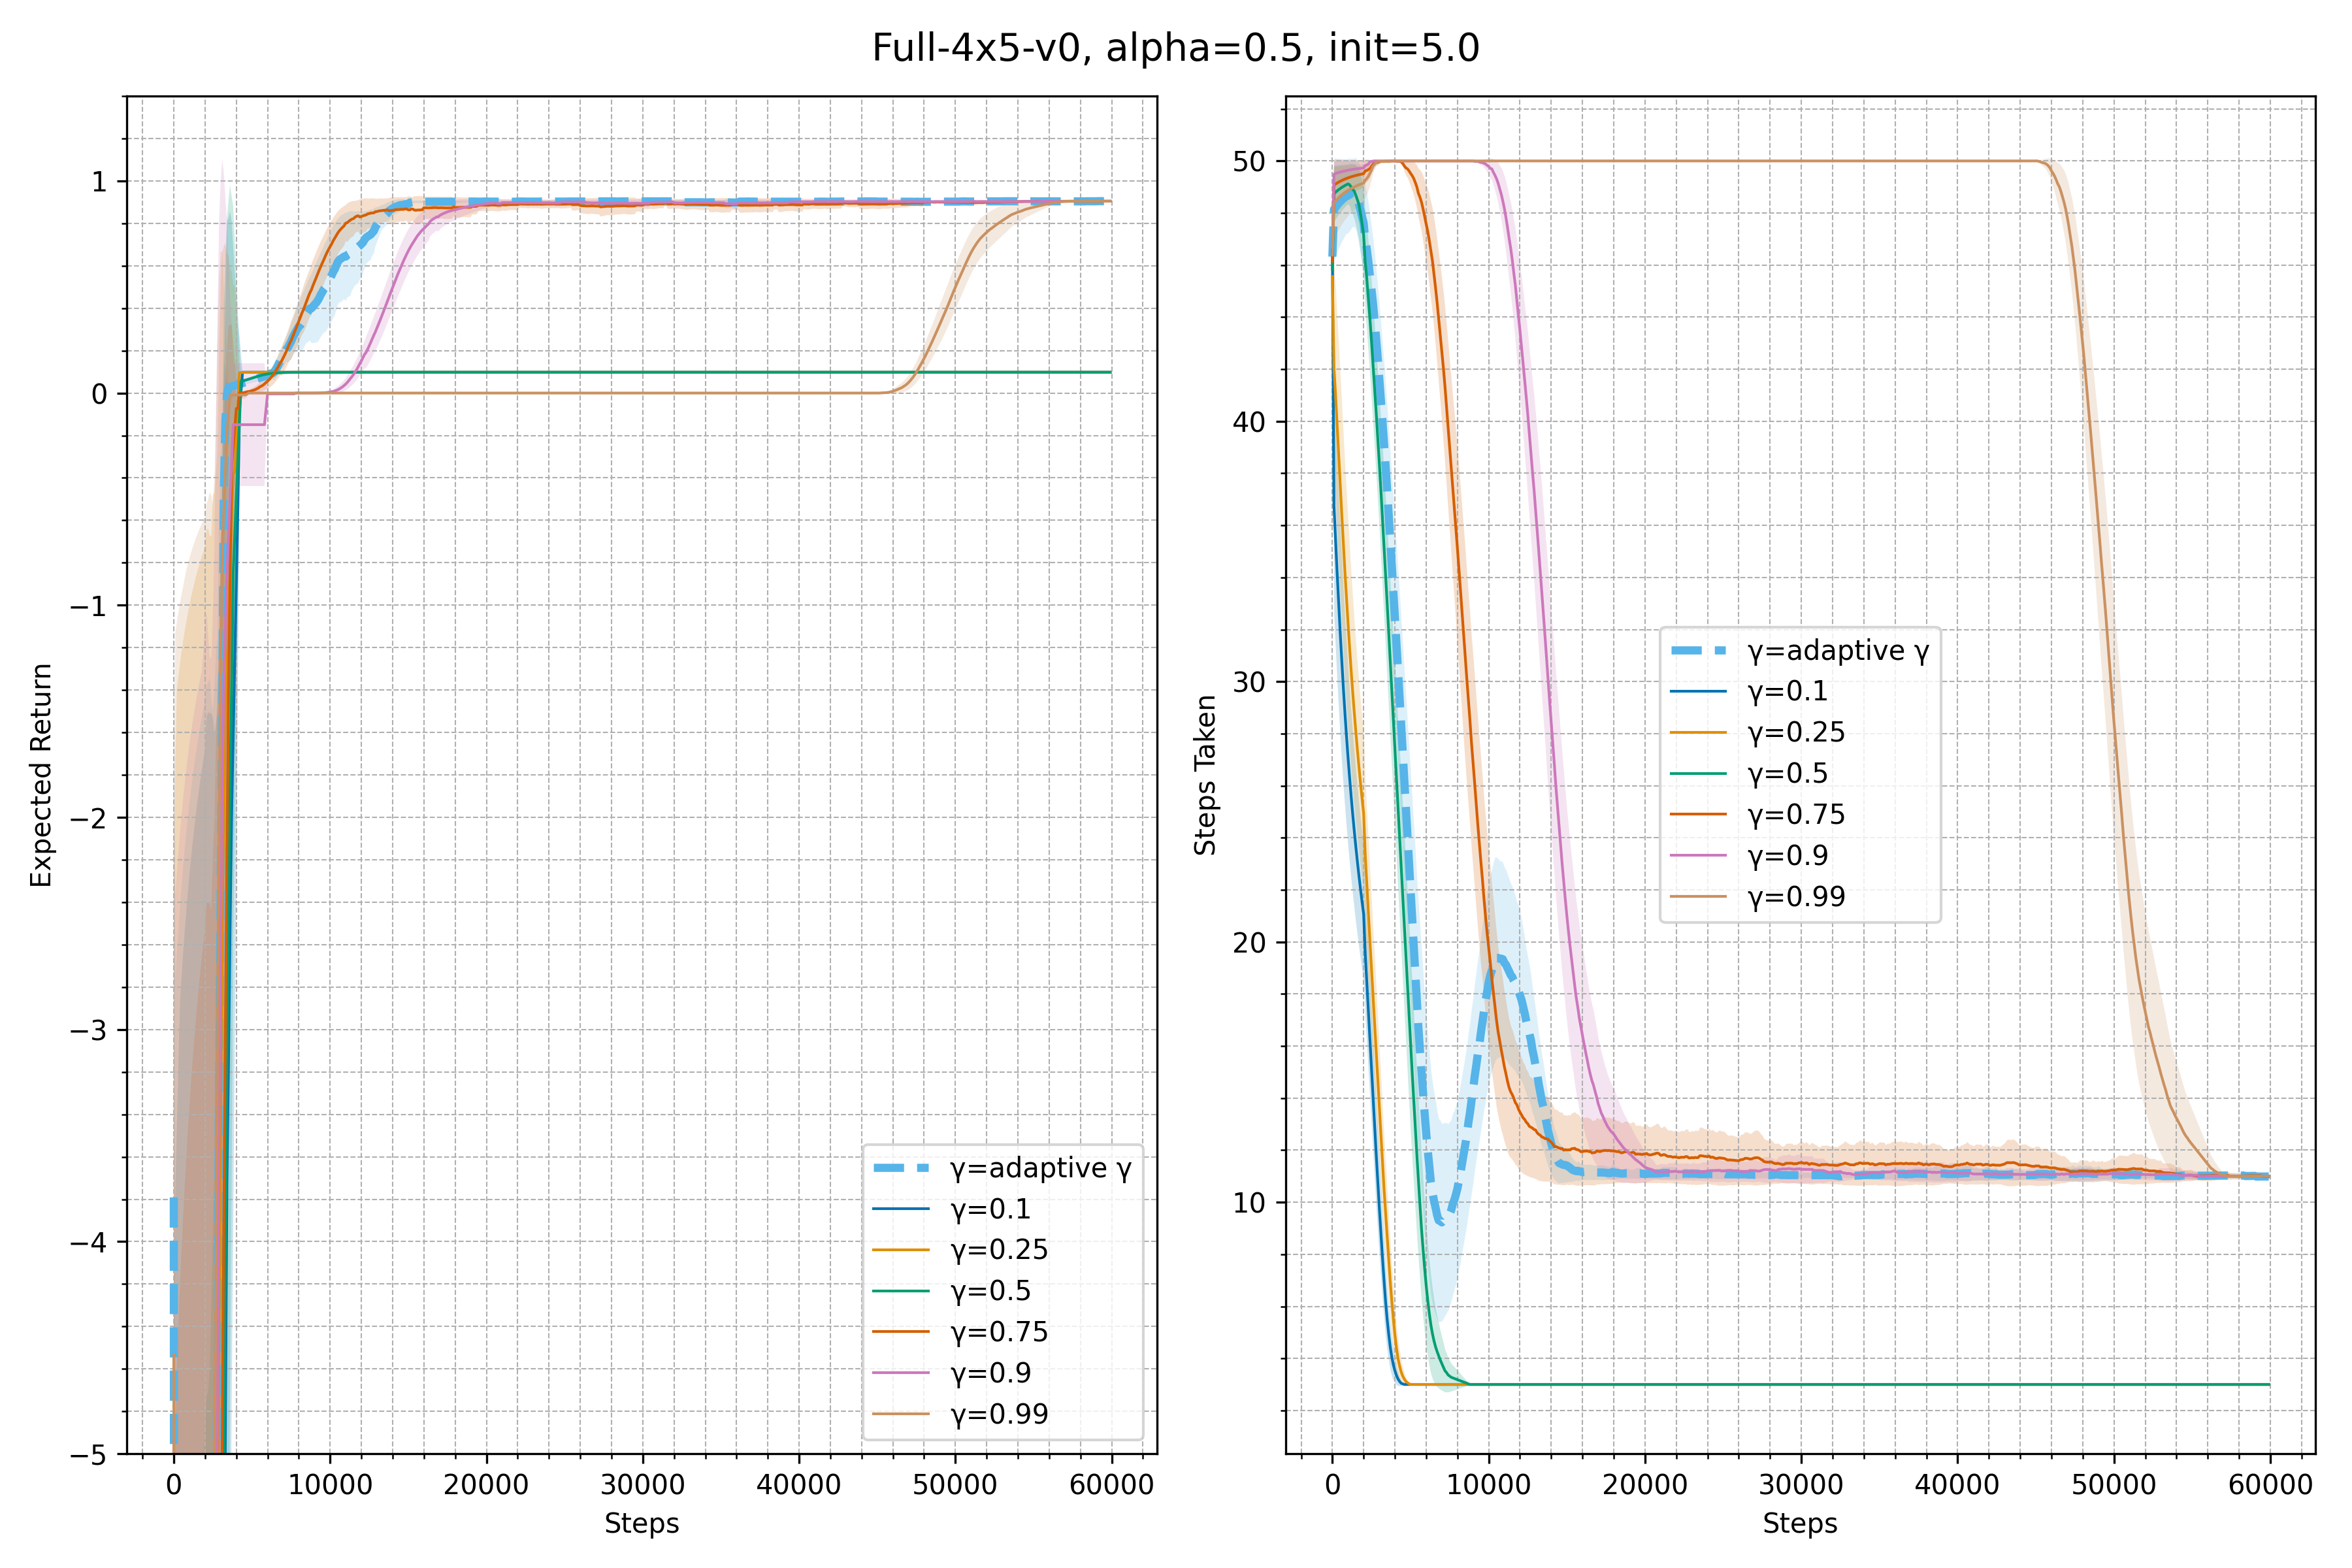 Full-4x5-v0, alpha=0.5, init=5.0
Expected Return
1
0
−1
−2
−3
−4
−5
0 10000 20000 30000 40000 50000 60000
Steps
γ=adaptive γ
γ=0.1
γ=0.25
γ=0.5
γ=0.75
γ=0.9
γ=0.99
Steps Taken
50
40
30
20
10
0 10000 20000 30000 40000 50000 60000
Steps
γ=adaptive γ
γ=0.1
γ=0.25
γ=0.5
γ=0.75
γ=0.9
γ=0.99